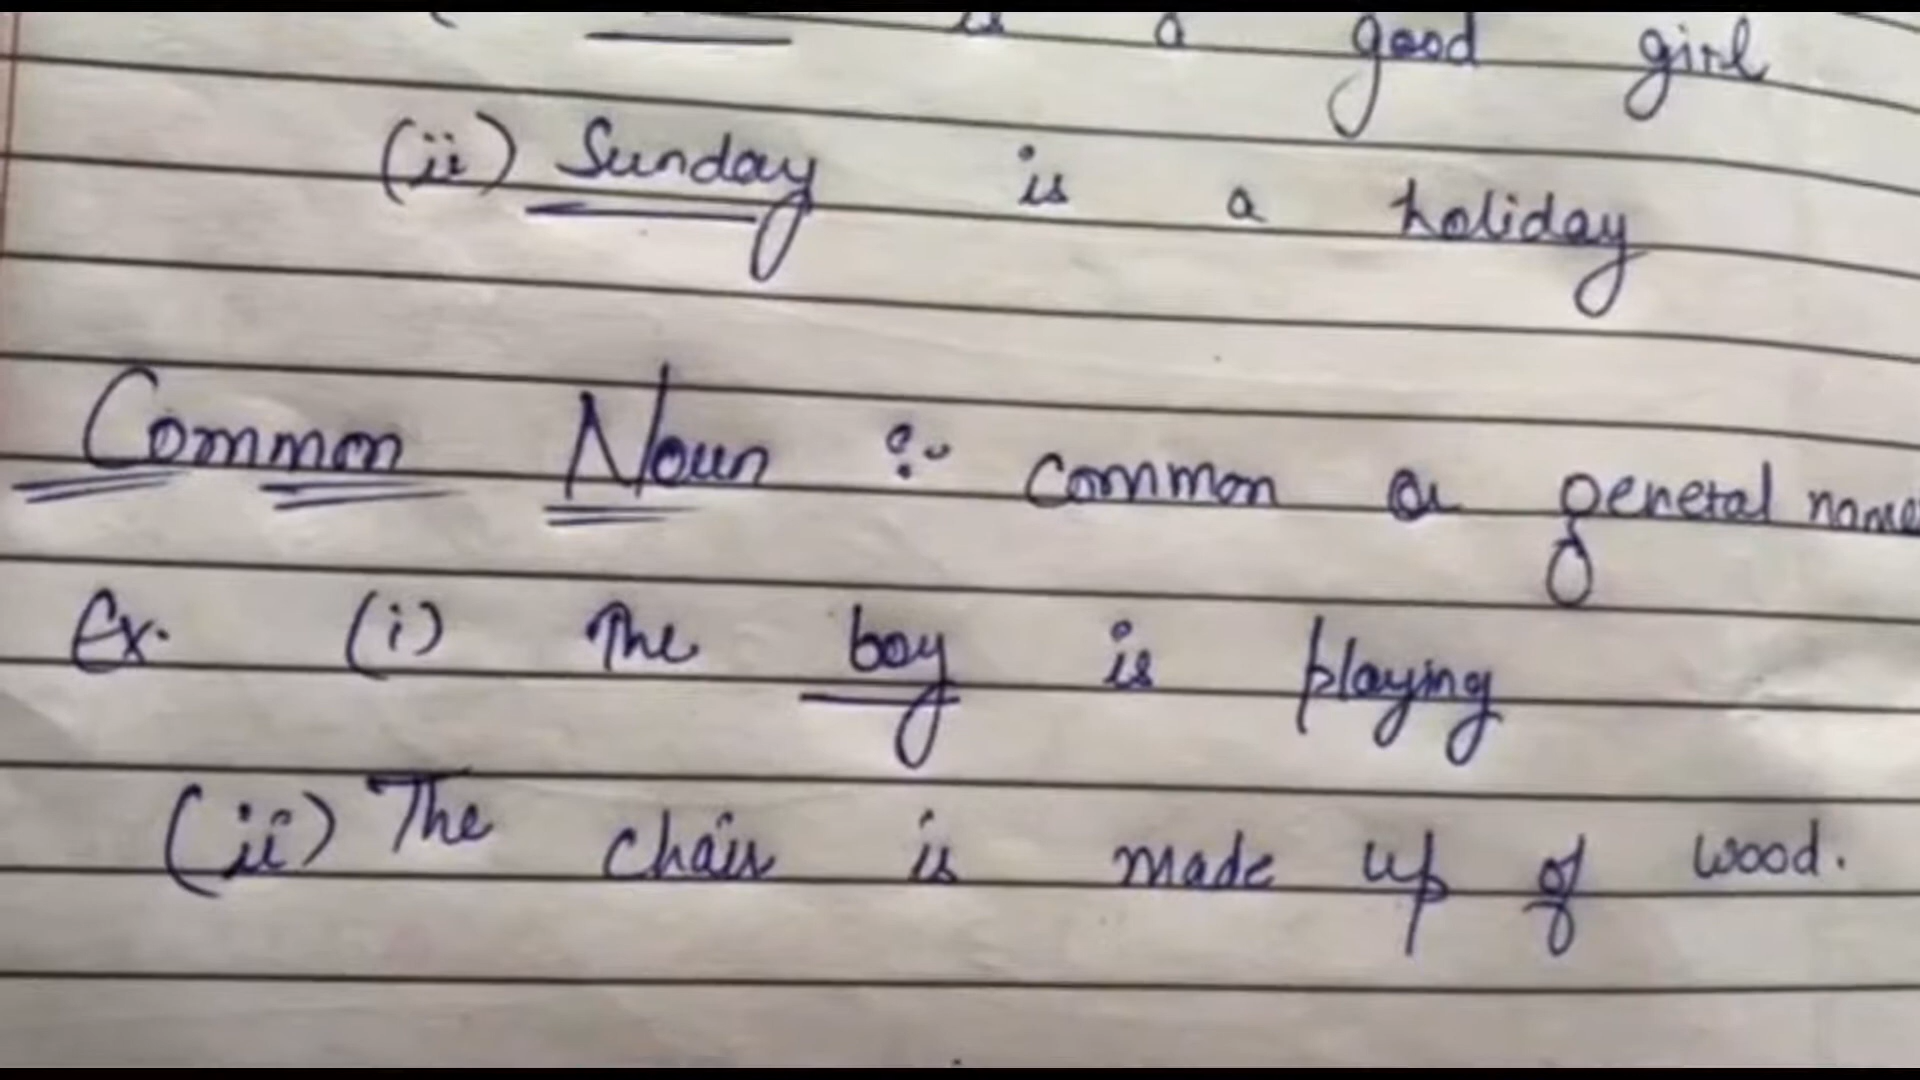 is a good girl
(ii) Sunday is a holiday
Common Noun :- common or general name
Ex. (i) The boy is playing
(ii) The chair is made up of wood.